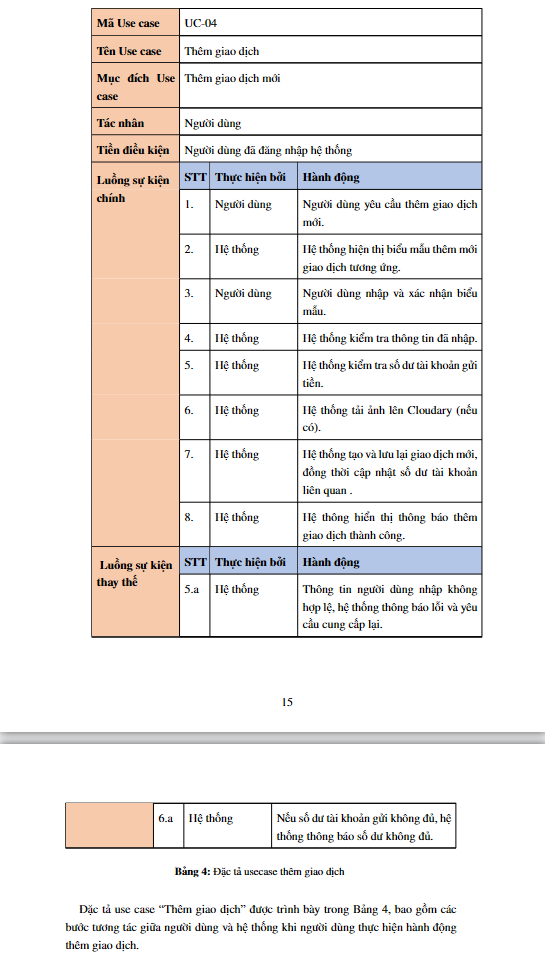 Mã Use case UC-04
Tên Use case Thêm giao dịch
Mục đích Use Thêm giao dịch mới
case
Tác nhân Người dùng
Tiền điều kiện Người dùng đã đăng nhập hệ thống
Luồng sự kiện STT Thực hiện bởi Hành động
chính
1. Người dùng Người dùng yêu cầu thêm giao dịch
mới.
2. Hệ thống Hệ thống hiện thị biểu mẫu thêm mới
giao dịch tương ứng.
3. Người dùng Người dùng nhập và xác nhận biểu
mẫu.
4. Hệ thống Hệ thống kiểm tra thông tin đã nhập.
5. Hệ thống Hệ thống kiểm tra số dư tài khoản gửi
tiền.
6. Hệ thống Hệ thống tải ảnh lên Cloudary (nếu
có).
7. Hệ thống Hệ thống tạo và lưu lại giao dịch mới,
đồng thời cập nhật số dư tài khoản
liên quan .
8. Hệ thống Hệ thông hiển thị thông báo thêm
giao dịch thành công.
Luồng sự kiện STT Thực hiện bởi Hành động
thay thế
5.a Hệ thống Thông tin người dùng nhập không
hợp lệ, hệ thống thông báo lỗi và yêu
cầu cung cấp lại.
15
6.a Hệ thống Nếu số dư tài khoản gửi không đủ, hệ
thống thông báo số dư không đủ.
Bảng 4: Đặc tả usecase thêm giao dịch
Đặc tả use case “Thêm giao dịch” được trình bày trong Bảng 4, bao gồm các
bước tương tác giữa người dùng và hệ thống khi người dùng thực hiện hành động
thêm giao dịch.